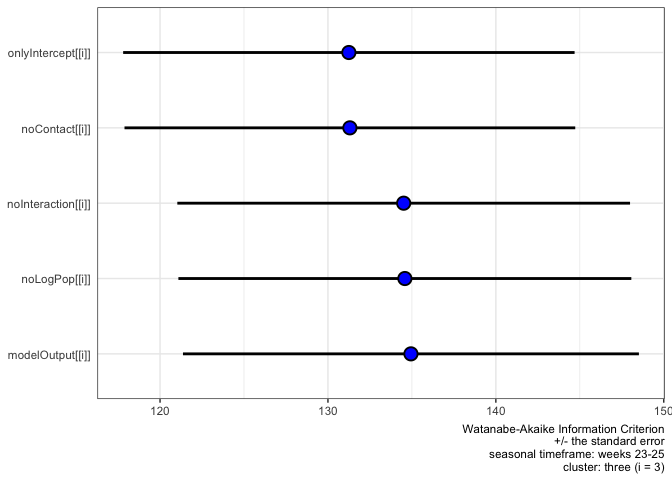 onlyIntercept[[i]]
noContact[[i]]
noInteraction[[i]]
noLogPop[[i]]
modelOutput[[i]]
120 130 140 150
Watanabe-Akaike Information Criterion
+/- the standard error
seasonal timeframe: weeks 23-25
cluster: three (i = 3)